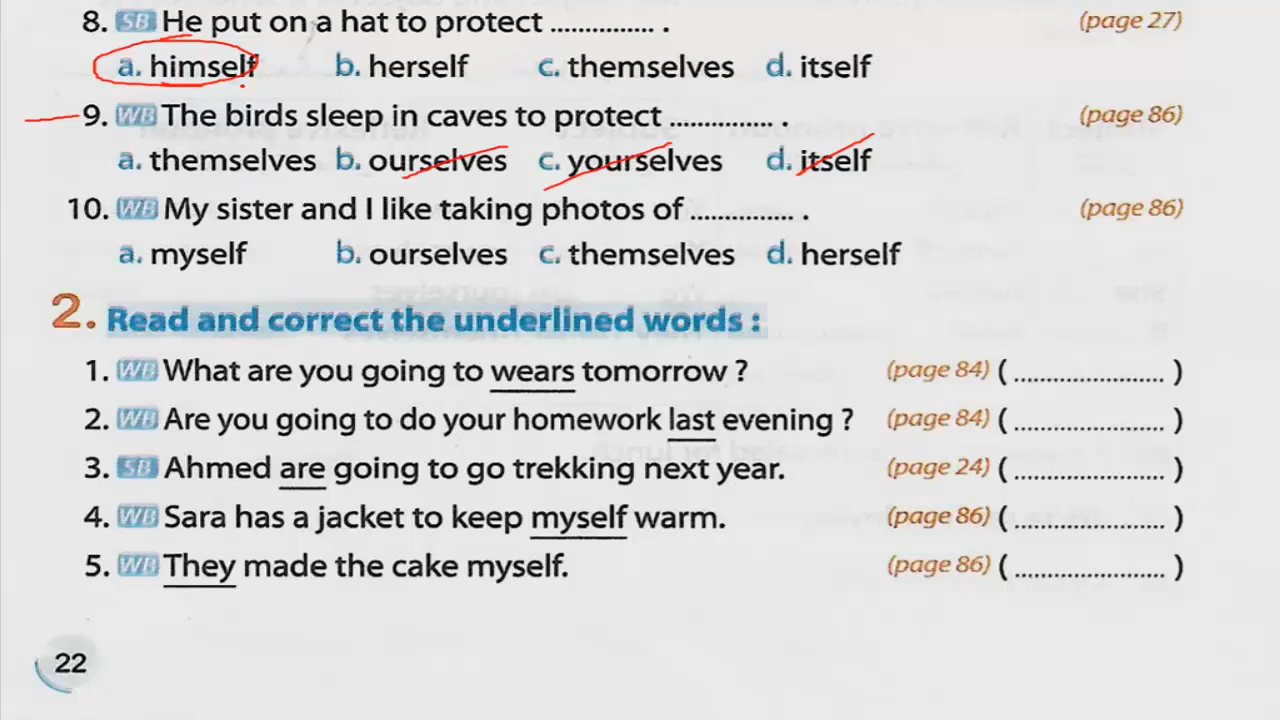 8. SB He put on a hat to protect ............... . (page 27)
a. himself b. herself c. themselves d. itself
9. WB The birds sleep in caves to protect ............... . (page 86)
a. themselves b. ourselves c. yourselves d. itself
10. WB My sister and I like taking photos of ............... . (page 86)
a. myself b. ourselves c. themselves d. herself
2. Read and correct the underlined words :
1. WB What are you going to wears tomorrow ? (page 84) ( ....................... )
2. WB Are you going to do your homework last evening ? (page 84) ( ....................... )
3. SB Ahmed are going to go trekking next year. (page 24) ( ....................... )
4. WB Sara has a jacket to keep myself warm. (page 86) ( ....................... )
5. WB They made the cake myself. (page 86) ( ....................... )
22